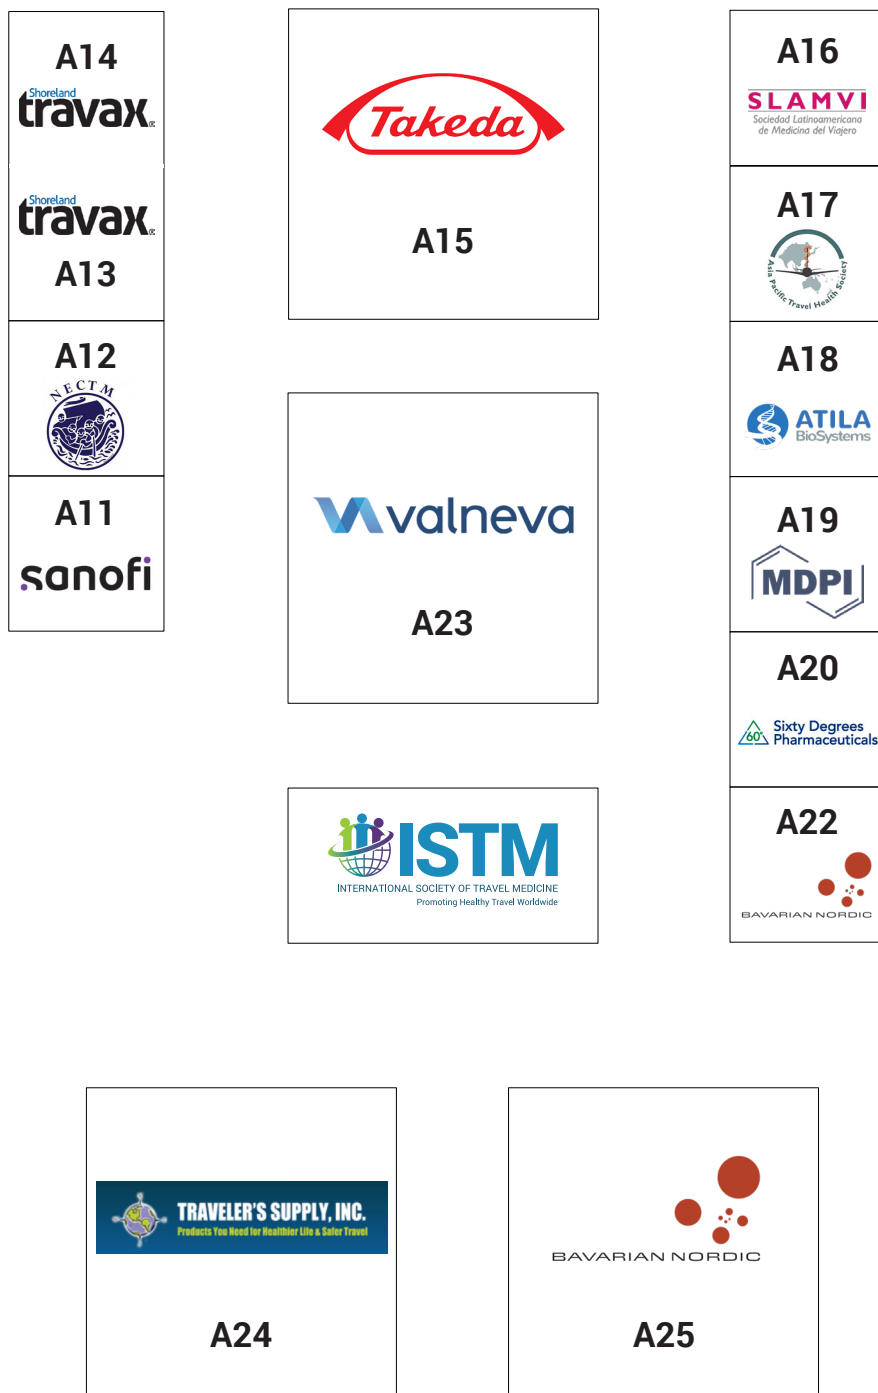 A14
Shoreland
travax®
Shoreland
travax®
A13
A12
NECTM
A11
sanofi
Takeda
A15
valneva
A23
ISTM
INTERNATIONAL SOCIETY OF TRAVEL MEDICINE
Promoting Healthy Travel Worldwide
A16
SLAMVI
Sociedad Latinoamericana
de Medicina del Viajero
A17
Asia Pacific Travel Health Society
A18
ATILA
BioSystems
A19
MDPI
A20
60°
Sixty Degrees
Pharmaceuticals
A22
BAVARIAN NORDIC
TRAVELER'S SUPPLY, INC.
Products You Need for Healthier Life & Safer Travel
A24
BAVARIAN NORDIC
A25